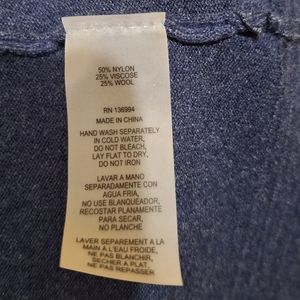 50% NYLON
25% VISCOSE
25% WOOL
RN 136994
MADE IN CHINA
HAND WASH SEPARATELY
IN COLD WATER,
DO NOT BLEACH,
LAY FLAT TO DRY,
DO NOT IRON
LAVAR A MANO
SEPARADAMENTE CON
AGUA FRIA,
NO USE BLANQUEADOR,
RECOSTAR PLANAMENTE
PARA SECAR,
NO PLANCHE
LAVER SEPAREMENT A LA
MAIN A L'EAU FROIDE,
NE PAS BLANCHIR,
SECHER A PLAT,
NE PAS REPASSER